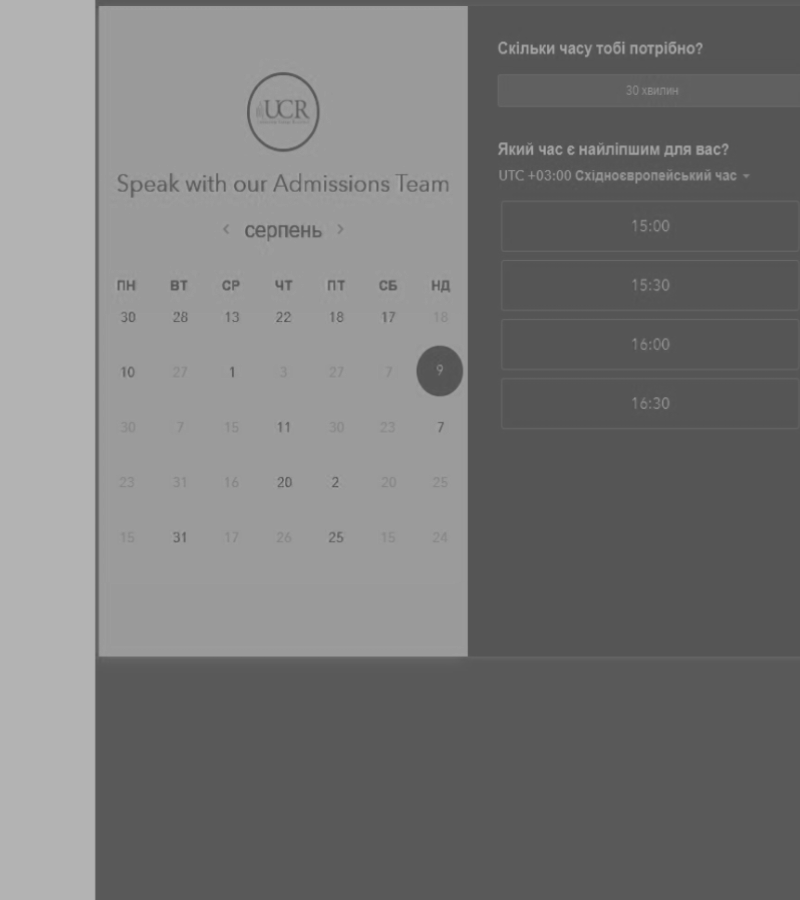 UCR
Speak with our Admissions Team
‹ серпень ›
ПН ВТ СР ЧТ ПТ СБ НД
30 28 13 22 18 17 18
10 27 1 3 27 7 9
30 7 15 11 30 23 7
23 31 16 20 2 20 25
15 31 17 26 25 15 24
Скільки часу тобі потрібно?
30 хвилин
Який час є найліпшим для вас?
UTC +03:00 Східноєвропейський час
15:00
15:30
16:00
16:30